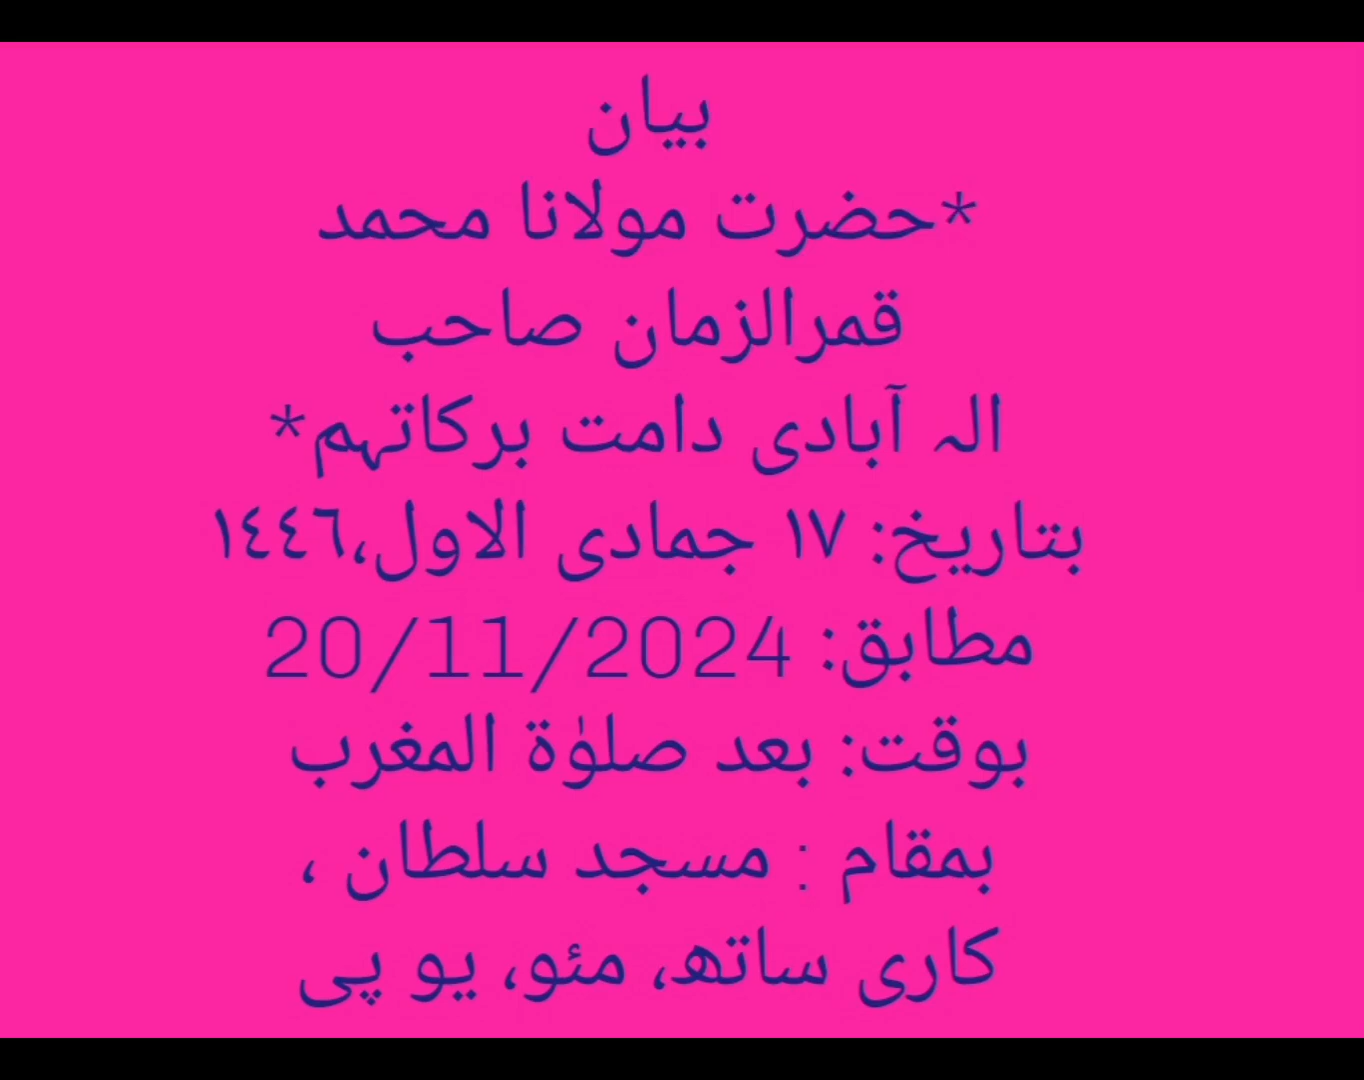 بیان
*حضرت مولانا محمد
قمرالزمان صاحب
الہ آبادی دامت برکاتہم*
بتاریخ: ١٧ جمادی الاول،١٤٤٦
مطابق: 20/11/2024
بوقت: بعد صلوٰۃ المغرب
بمقام : مسجد سلطان ،
کاری ساتھ، مئو، یو پی